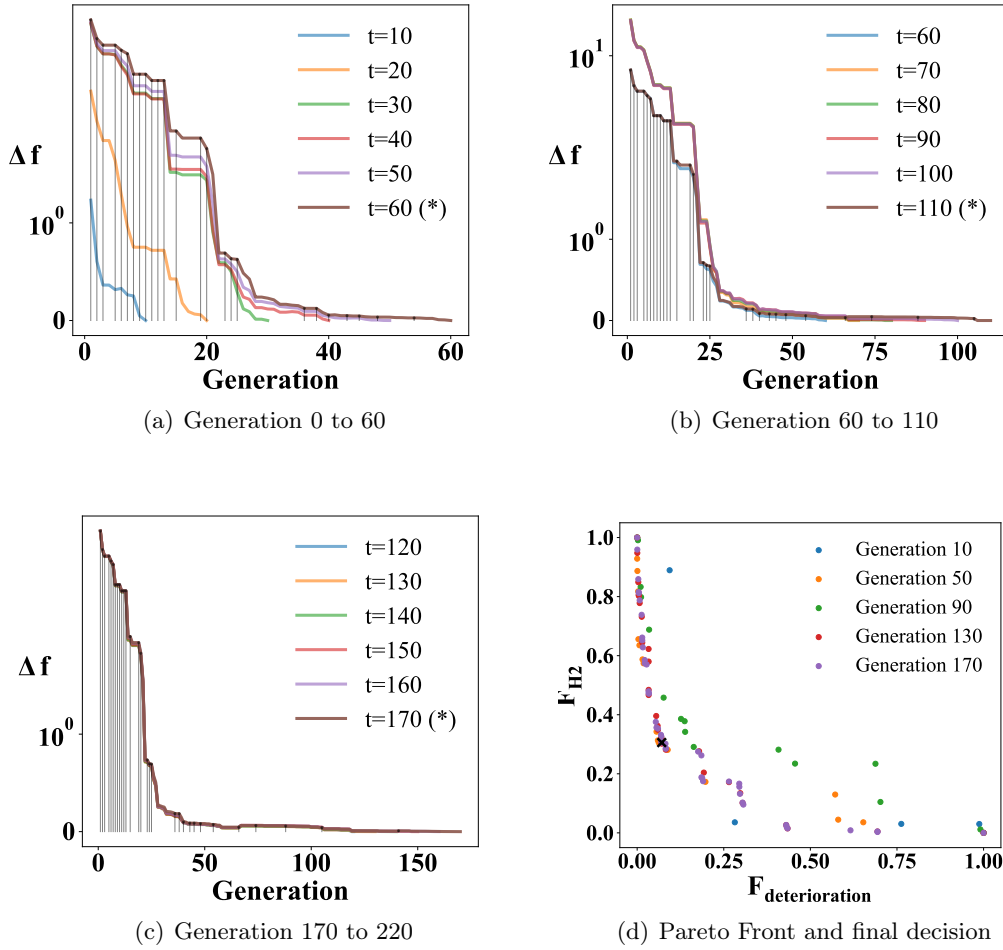 t=10
t=20
t=30
t=40
t=50
t=60 (*)
Δ f
10⁰
0
0 20 40 60
Generation
(a) Generation 0 to 60
10¹
t=60
t=70
t=80
t=90
t=100
t=110 (*)
Δ f
10⁰
0
0 25 50 75 100
Generation
(b) Generation 60 to 110
t=120
t=130
t=140
t=150
t=160
t=170 (*)
Δ f
10⁰
0
0 50 100 150
Generation
(c) Generation 170 to 220
1.0
0.8
0.6
0.4
0.2
0.0
F_H2
Generation 10
Generation 50
Generation 90
Generation 130
Generation 170
0.00 0.25 0.50 0.75 1.00
F_deterioration
(d) Pareto Front and final decision